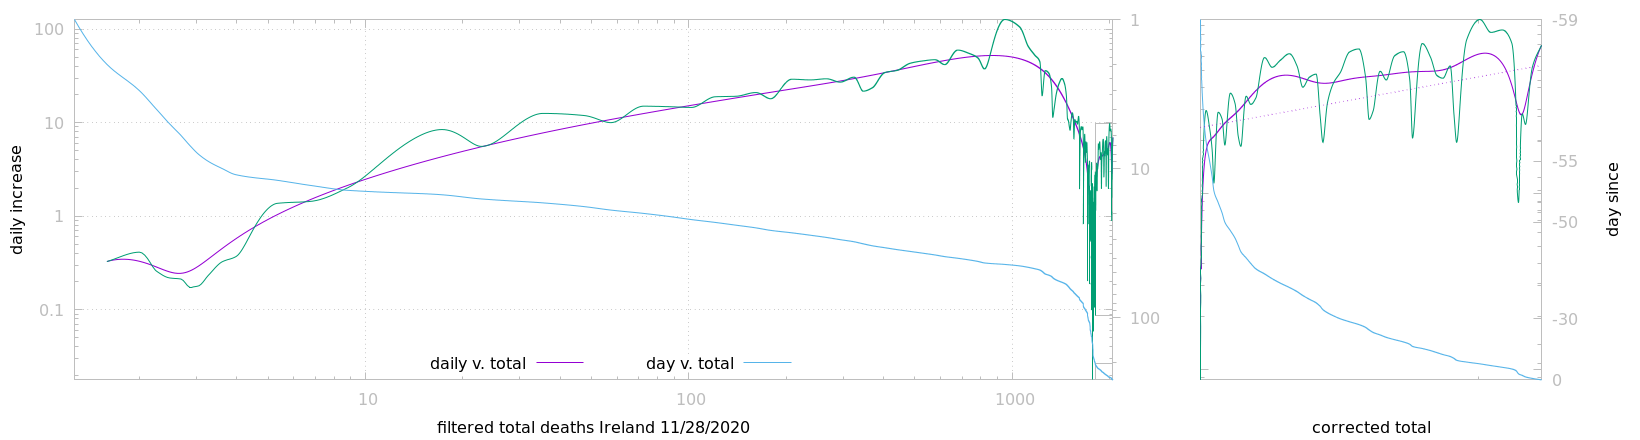 100
10
1
0.1
daily increase
daily v. total
day v. total
10
100
1000
filtered total deaths Ireland 11/28/2020
1
10
100
-59
-55
-50
-30
0
day since
corrected total